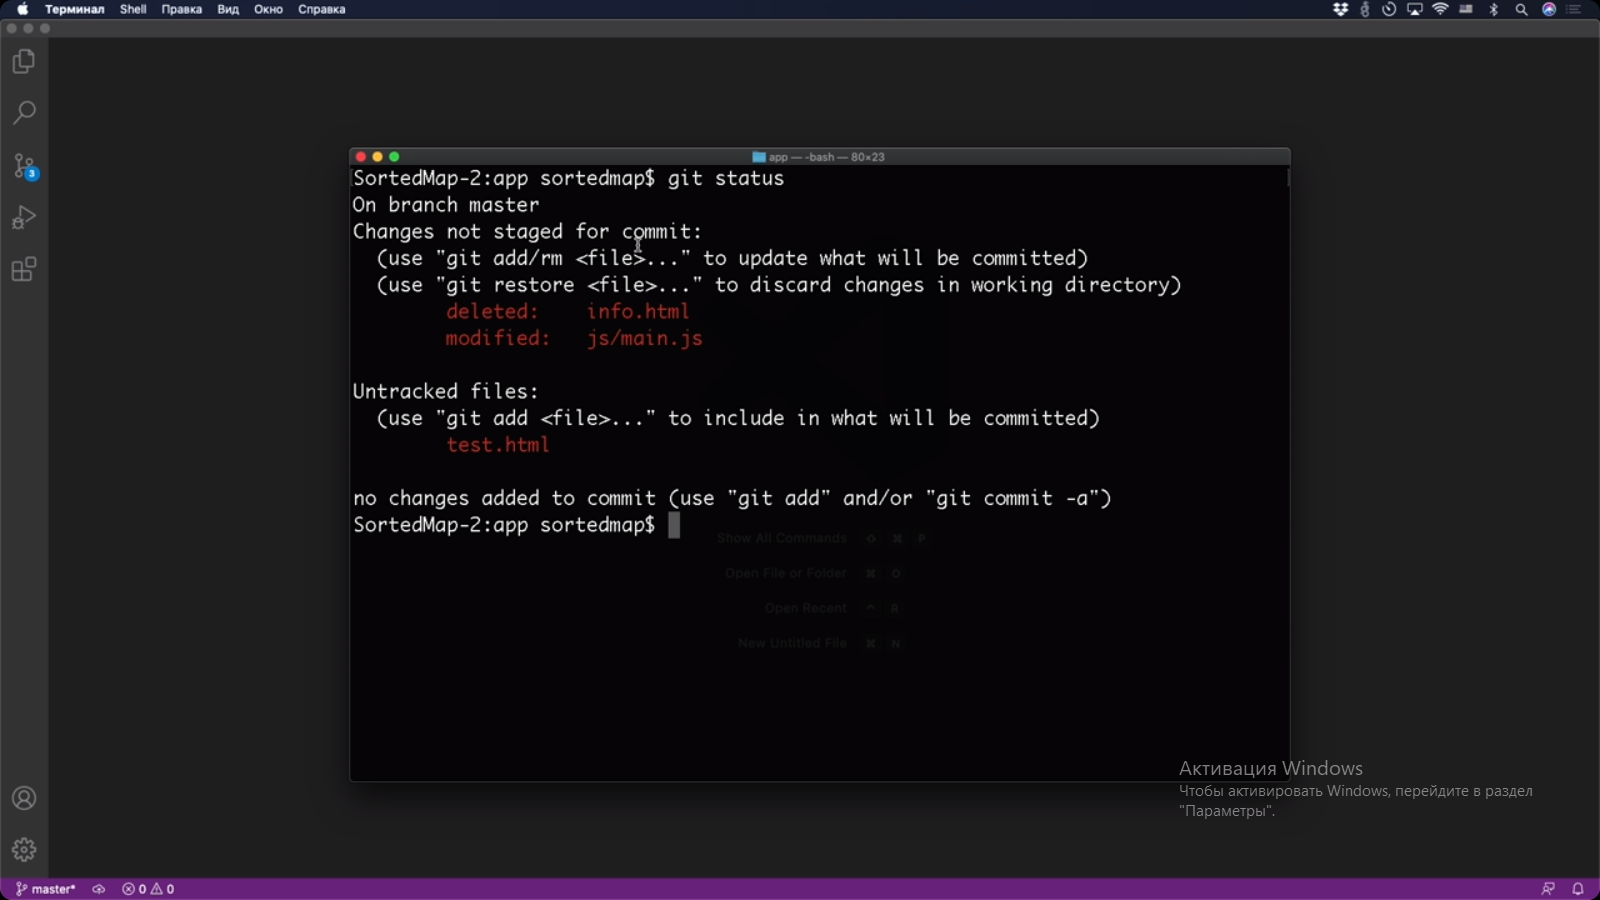 Терминал Shell Правка Вид Окно Справка
app — -bash — 80×23
SortedMap-2:app sortedmap$ git status
On branch master
Changes not staged for commit:
(use "git add/rm <file>..." to update what will be committed)
(use "git restore <file>..." to discard changes in working directory)
deleted: info.html
modified: js/main.js
Untracked files:
(use "git add <file>..." to include in what will be committed)
test.html
no changes added to commit (use "git add" and/or "git commit -a")
SortedMap-2:app sortedmap$
Show All Commands ⇧ ⌘ P
Open File or Folder ⌘ O
Open Recent ^ R
New Untitled File ⌘ N
3
Активация Windows
Чтобы активировать Windows, перейдите в раздел
"Параметры".
master* 0 0